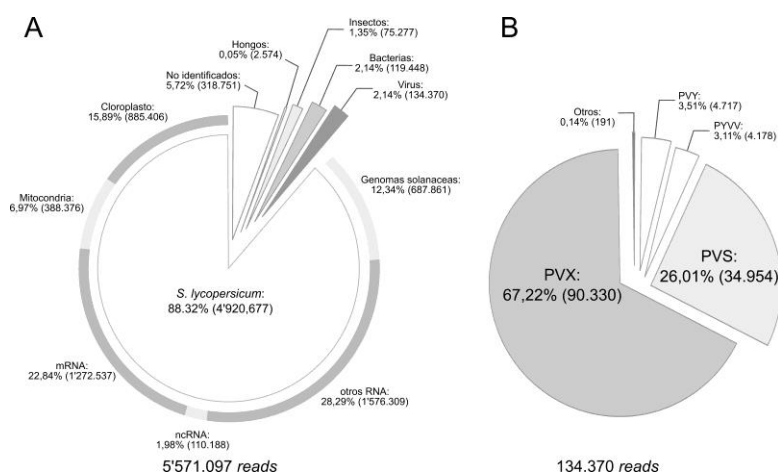 A
B
Insectos:
1,35% (75.277)
Hongos:
0,05% (2.574)
Bacterias:
2,14% (119.448)
No identificados:
5,72% (318.751)
Virus:
2,14% (134.370)
Cloroplasto:
15,89% (885.406)
Genomas solanaceas:
12,34% (687.861)
Mitocondria:
6,97% (388.376)
S. lycopersicum:
88.32% (4'920,677)
mRNA:
22,84% (1'272.537)
otros RNA:
28,29% (1'576.309)
ncRNA:
1,98% (110.188)
5'571.097 reads
PVY:
3,51% (4.717)
Otros:
0,14% (191)
PYVV:
3,11% (4.178)
PVS:
26,01% (34.954)
PVX:
67,22% (90.330)
134.370 reads